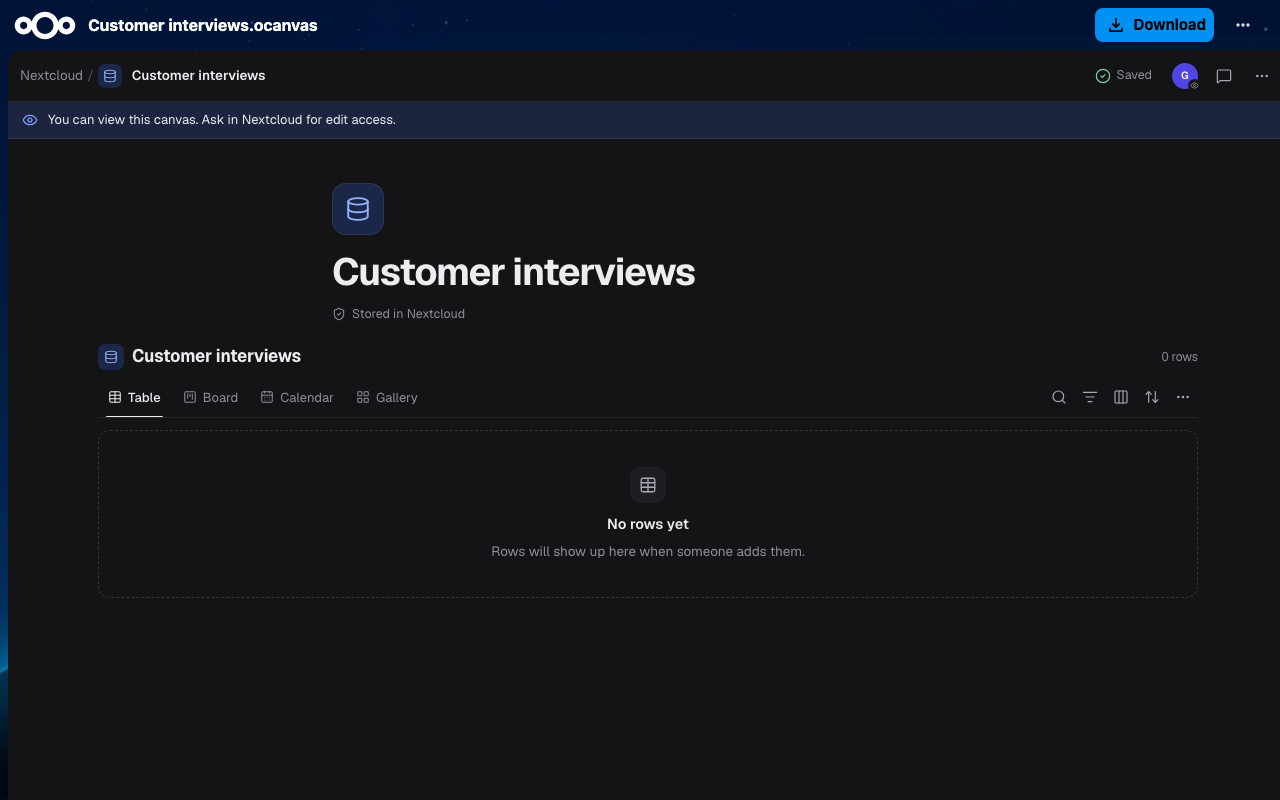 Customer interviews.ocanvas
Download
Nextcloud / Customer interviews
Saved
G
You can view this canvas. Ask in Nextcloud for edit access.
Customer interviews
Stored in Nextcloud
Customer interviews
0 rows
Table Board Calendar Gallery
No rows yet
Rows will show up here when someone adds them.